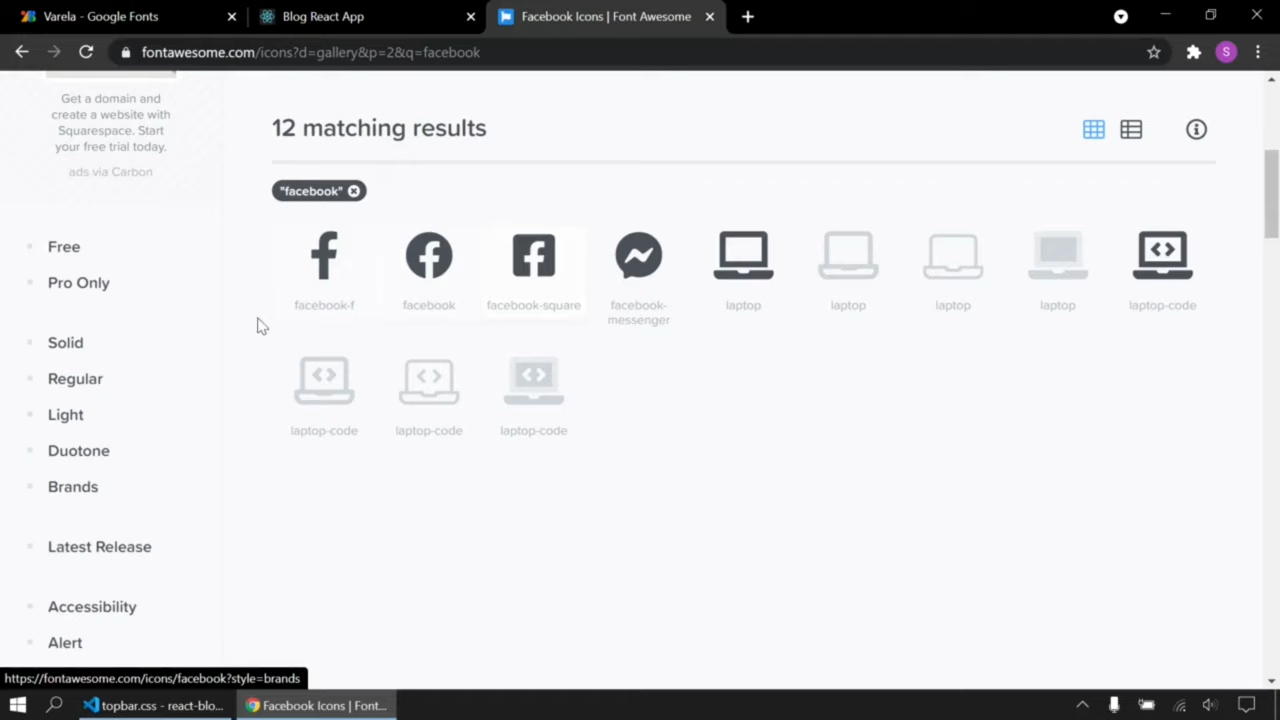 Varela - Google Fonts
Blog React App
Facebook Icons | Font Awesome
fontawesome.com/icons?d=gallery&p=2&q=facebook
S
Get a domain and
create a website with
Squarespace. Start
your free trial today.
ads via Carbon
12 matching results
"facebook"
facebook-f
facebook
facebook-square
facebook-
messenger
laptop
laptop
laptop
laptop
laptop-code
laptop-code
laptop-code
laptop-code
Free
Pro Only
Solid
Regular
Light
Duotone
Brands
Latest Release
Accessibility
Alert
https://fontawesome.com/icons/facebook?style=brands
topbar.css - react-blo...
Facebook Icons | Font...